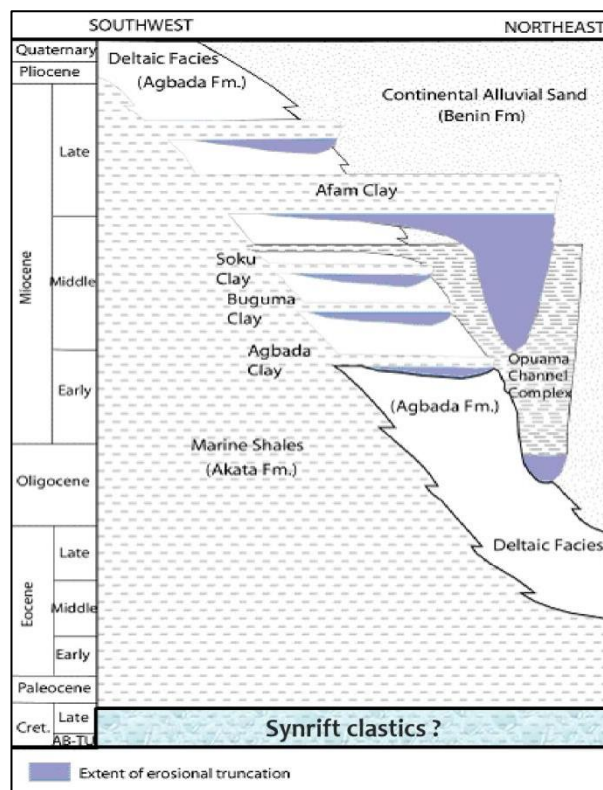 SOUTHWEST NORTHEAST
Quaternary
Pliocene
Deltaic Facies
(Agbada Fm.)
Continental Alluvial Sand
(Benin Fm)
Late
Afam Clay
Miocene
Middle
Soku
Clay
Buguma
Clay
Agbada
Clay
Opuama
Channel
Complex
Early
(Agbada Fm.)
Marine Shales
(Akata Fm.)
Oligocene
Deltaic Facies
Eocene
Late
Middle
Early
Paleocene
Cret.
Late
AB-TU
Synrift clastics ?
Extent of erosional truncation